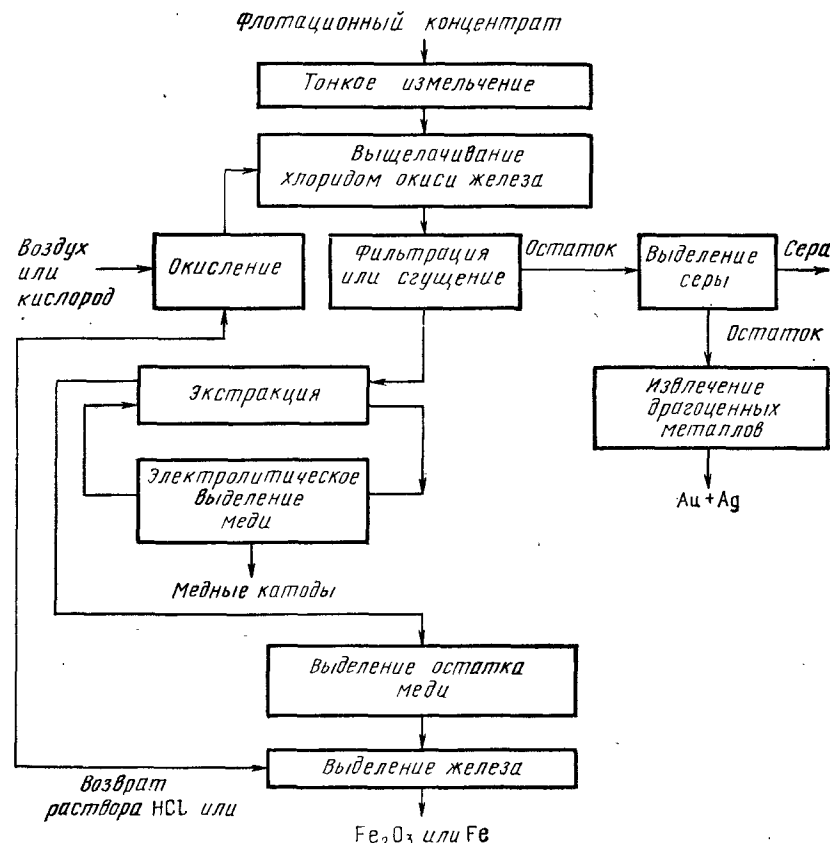 Флотационный концентрат
Тонкое измельчение
Выщелачивание
хлоридом окиси железа
Воздух
или
кислород
Окисление
Фильтрация
или сгущение
Остаток
Выделение
серы
Сера
Остаток
Экстракция
Извлечение
драгоценных
металлов
Электролитическое
выделение
меди
Au + Ag
Медные катоды
Выделение остатка
меди
Выделение железа
Возврат
раствора HCl или
Fe₂O₃ или Fe